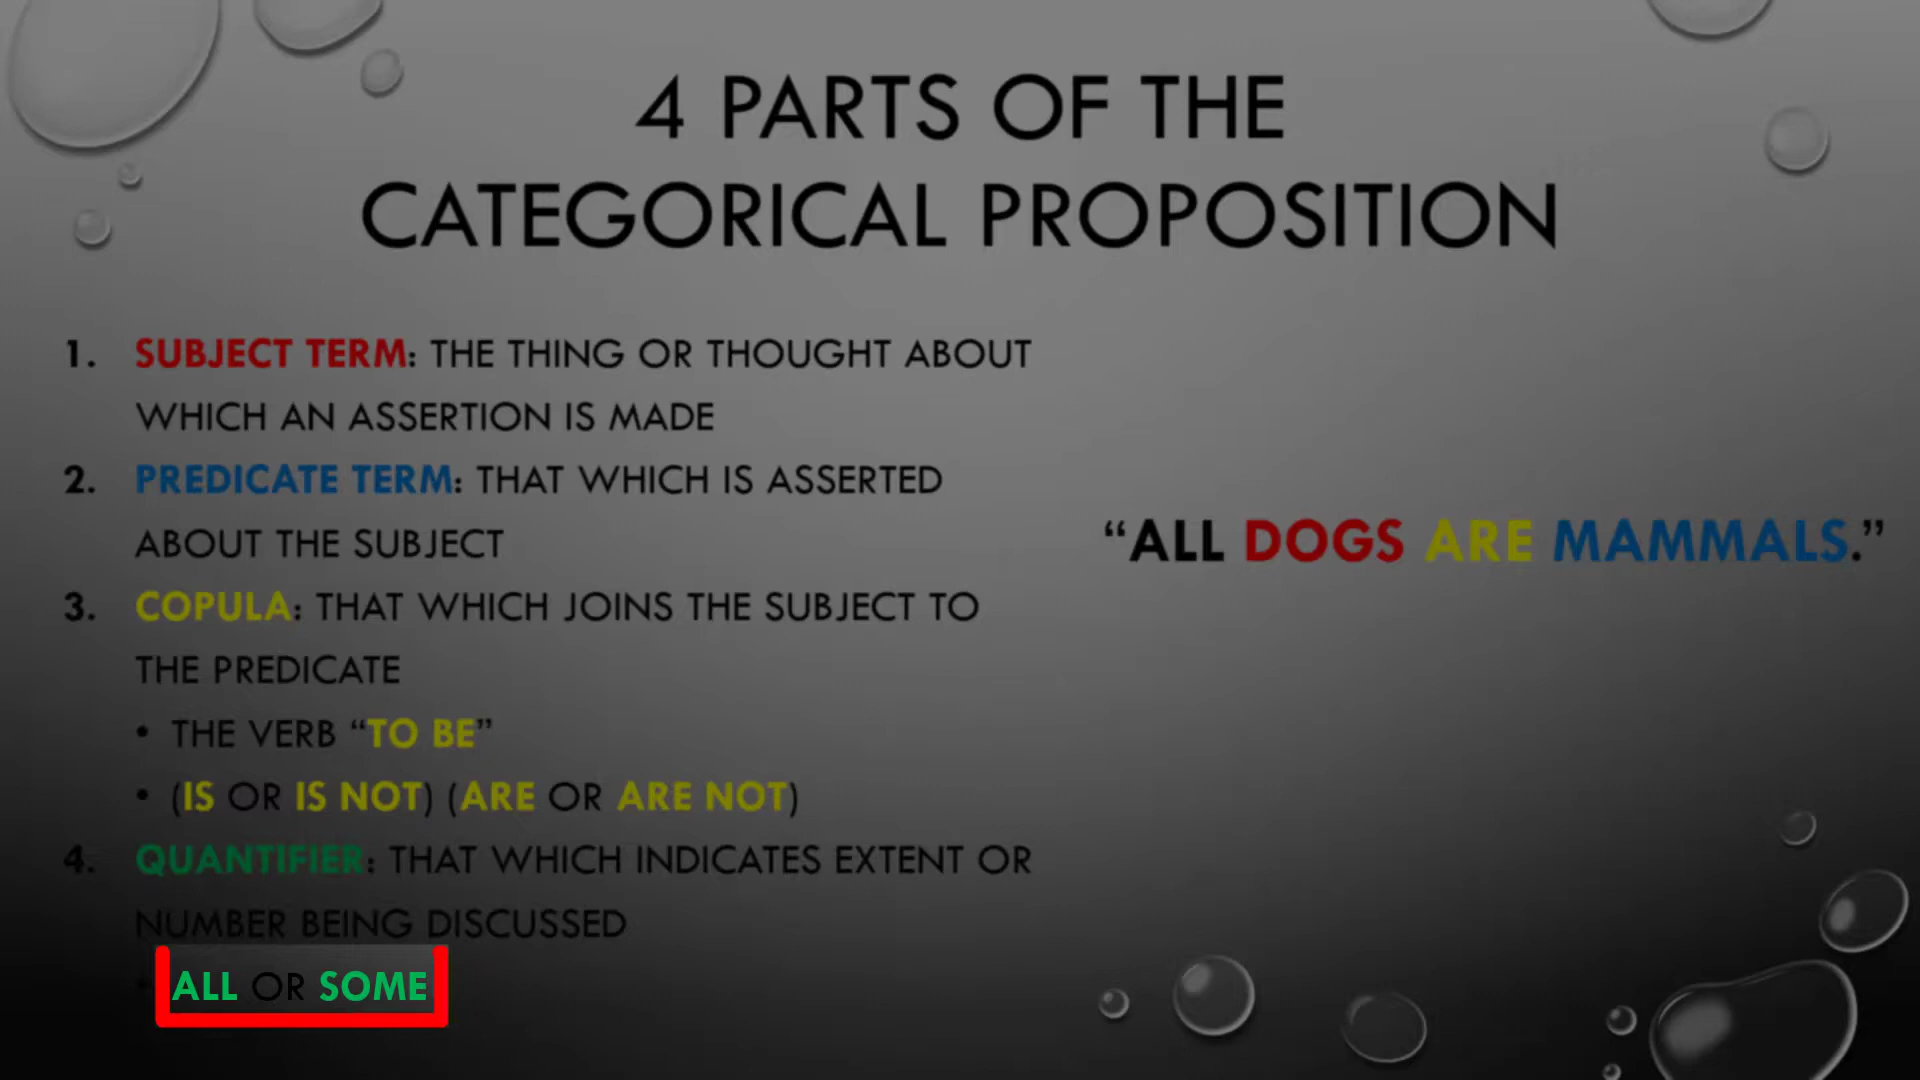 4 PARTS OF THE
CATEGORICAL PROPOSITION
1. SUBJECT TERM: THE THING OR THOUGHT ABOUT
WHICH AN ASSERTION IS MADE
2. PREDICATE TERM: THAT WHICH IS ASSERTED
ABOUT THE SUBJECT
3. COPULA: THAT WHICH JOINS THE SUBJECT TO
THE PREDICATE
• THE VERB “TO BE”
• (IS OR IS NOT) (ARE OR ARE NOT)
4. QUANTIFIER: THAT WHICH INDICATES EXTENT OR
NUMBER BEING DISCUSSED
• ALL OR SOME
“ALL DOGS ARE MAMMALS.”